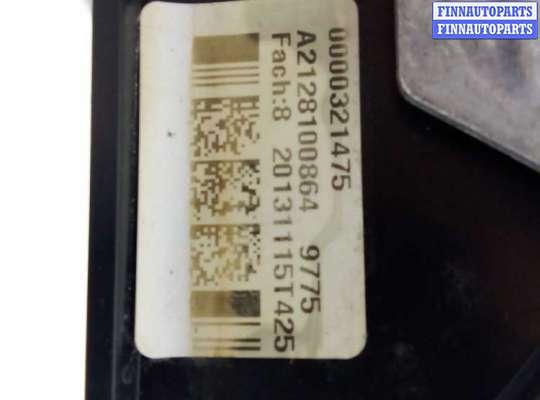 FINNAUTOPARTS
FINNAUTOPARTS
0000321475
A2128100864 9775
Fach:8 20131115T425